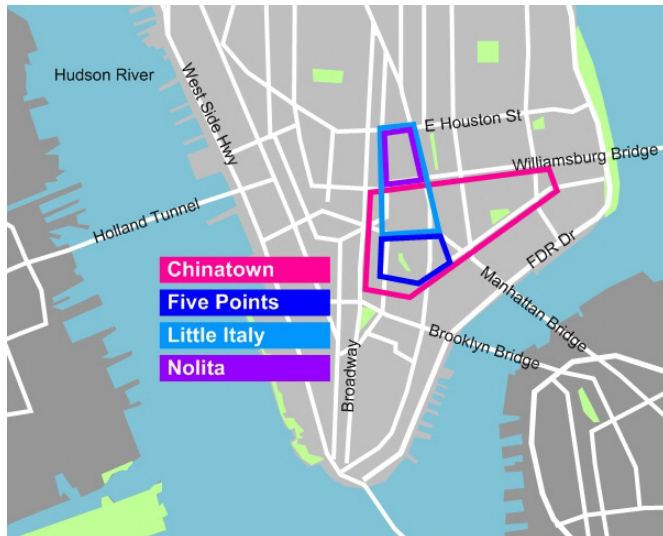 Hudson River
West Side Hwy
E Houston St
Williamsburg Bridge
Holland Tunnel
FDR Dr
Chinatown
Five Points
Little Italy
Nolita
Manhattan Bridge
Brooklyn Bridge
Broadway